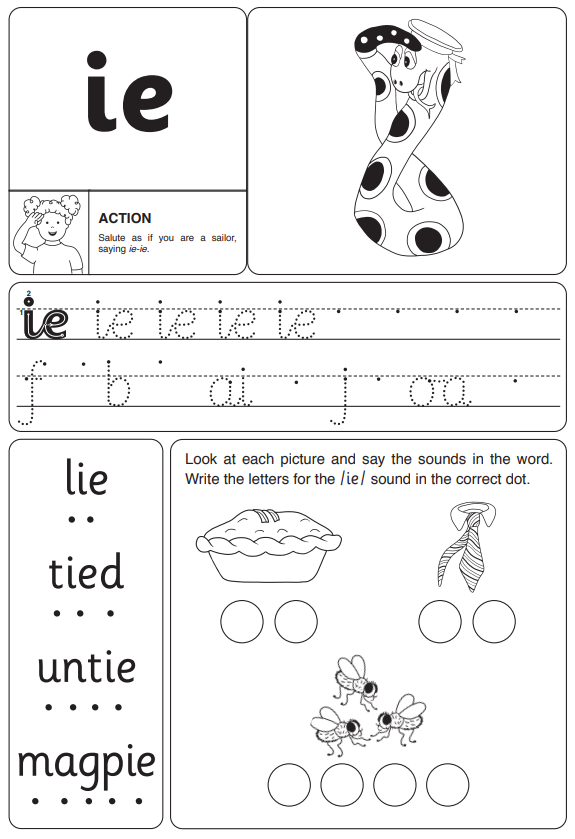 ie
ACTION
Salute as if you are a sailor,
saying ie-ie.
2
1
ie ie ie ie ie
f b ai j oa
lie
tied
untie
magpie
Look at each picture and say the sounds in the word.
Write the letters for the /ie/ sound in the correct dot.